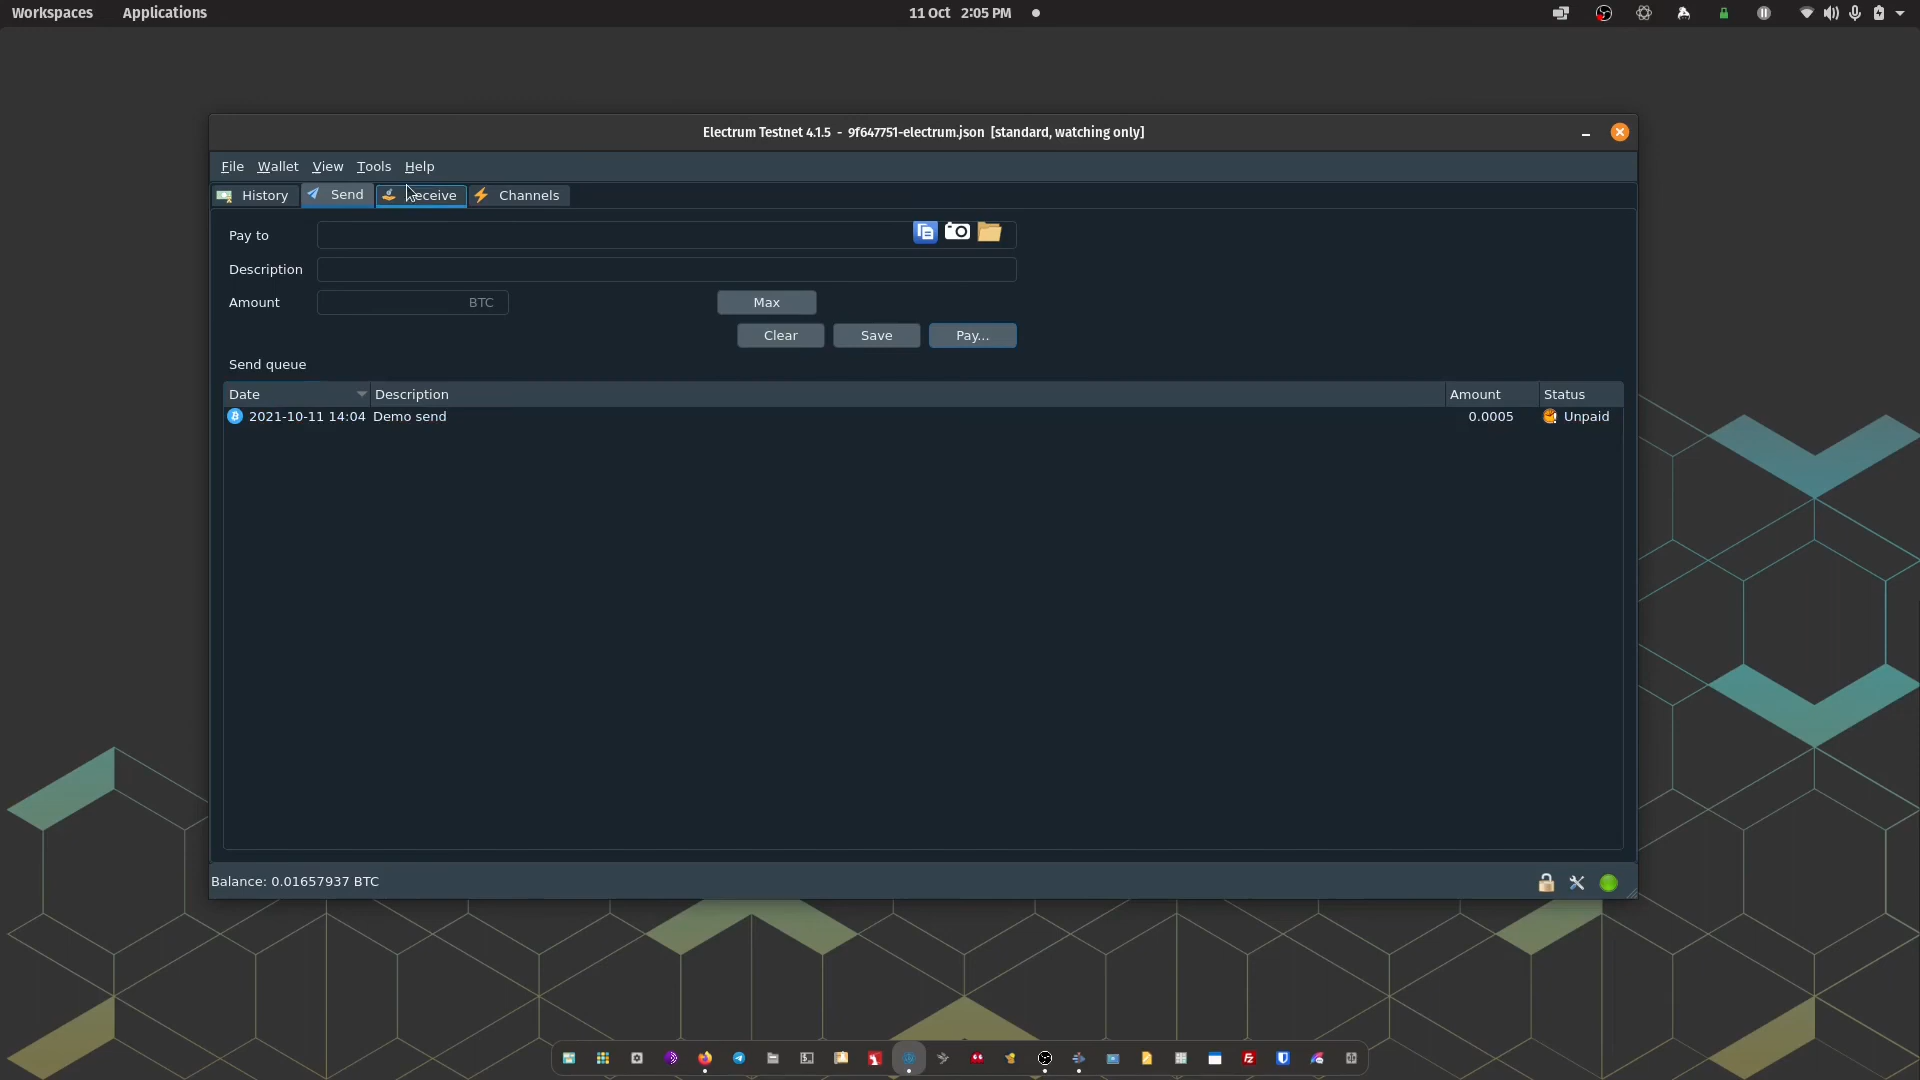 Workspaces Applications 11 Oct 2:05 PM
Electrum Testnet 4.1.5 - 9f647751-electrum.json [standard, watching only]
File Wallet View Tools Help
History Send Receive Channels
Pay to
Description
Amount BTC Max
Clear Save Pay...
Send queue
Date Description Amount Status
2021-10-11 14:04 Demo send 0.0005 Unpaid
Balance: 0.01657937 BTC